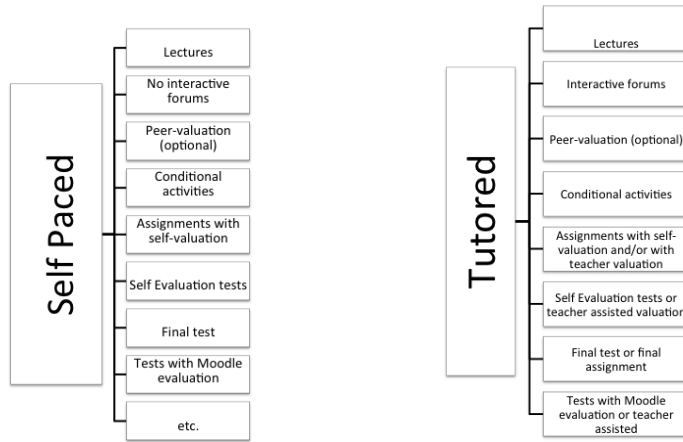 Self Paced
Lectures
No interactive
forums
Peer-valuation
(optional)
Conditional
activities
Assignments with
self-valuation
Self Evaluation tests
Final test
Tests with Moodle
evaluation
etc.
Tutored
Lectures
Interactive forums
Peer-valuation (optional)
Conditional activities
Assignments with self-
valuation and/or with
teacher valuation
Self Evaluation tests or
teacher assisted valuation
Final test or final
assignment
Tests with Moodle
evaluation or teacher
assisted